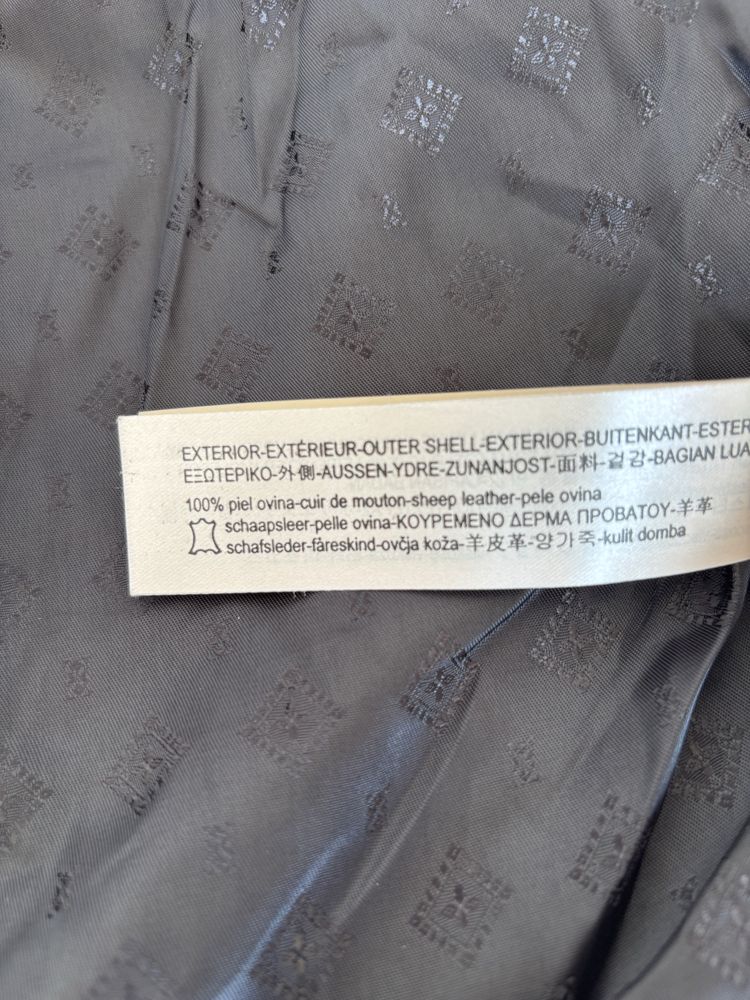 EXTERIOR-EXTÉRIEUR-OUTER SHELL-EXTERIOR-BUITENKANT-ESTER
ΕΞΩΤΕΡΙΚΟ-外側-AUSSEN-YDRE-ZUNANJOST-面料-겉감-BAGIAN LUA
100% piel ovina-cuir de mouton-sheep leather-pele ovina
schaapsleer-pelle ovina-ΚΟΥΡΕΜΕΝΟ ΔΕΡΜΑ ΠΡΟΒΑΤΟΥ-羊革
schafsleder-fåreskind-ovčja koža-羊皮革-양가죽-kulit domba